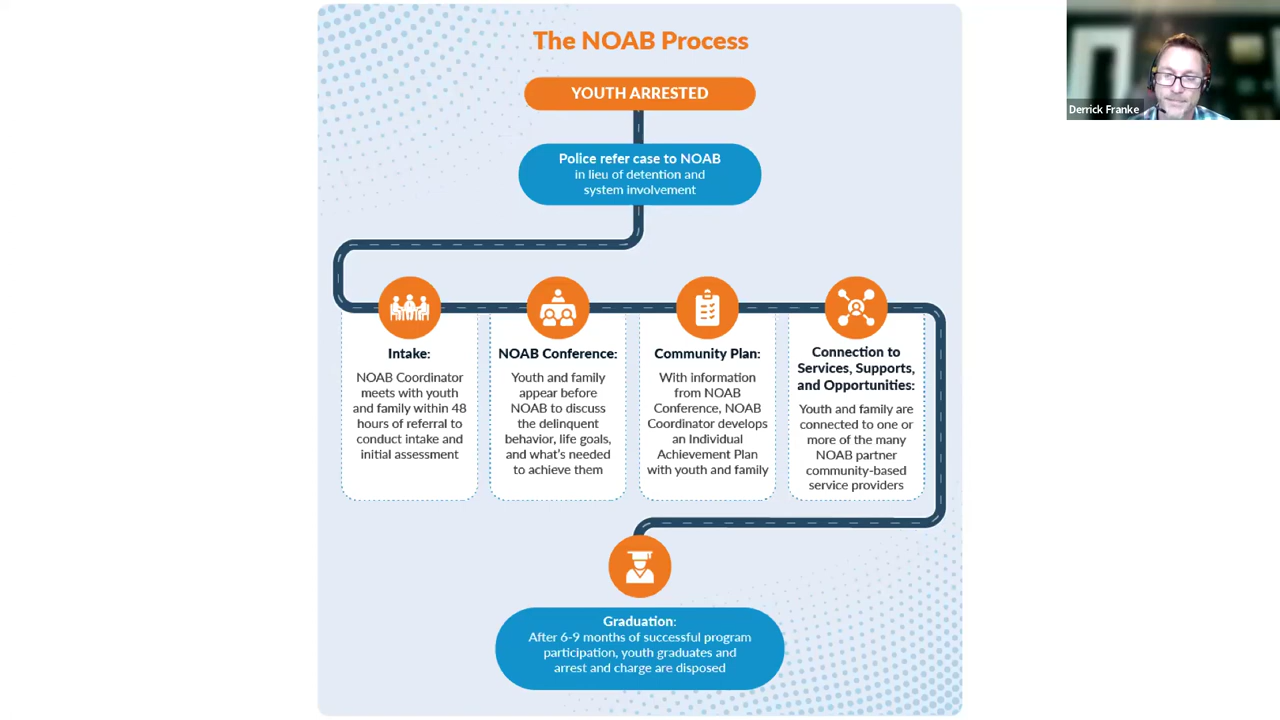 The NOAB Process
YOUTH ARRESTED
Police refer case to NOAB
in lieu of detention and
system involvement
Intake:
NOAB Coordinator
meets with youth
and family within 48
hours of referral to
conduct intake and
initial assessment
NOAB Conference:
Youth and family
appear before
NOAB to discuss
the delinquent
behavior, life goals,
and what's needed
to achieve them
Community Plan:
With information
from NOAB
Conference, NOAB
Coordinator develops
an Individual
Achievement Plan
with youth and family
Connection to
Services, Supports,
and Opportunities:
Youth and family are
connected to one or
more of the many
NOAB partner
community-based
service providers
Graduation:
After 6-9 months of successful program
participation, youth graduates and
arrest and charge are disposed
Derrick Franke